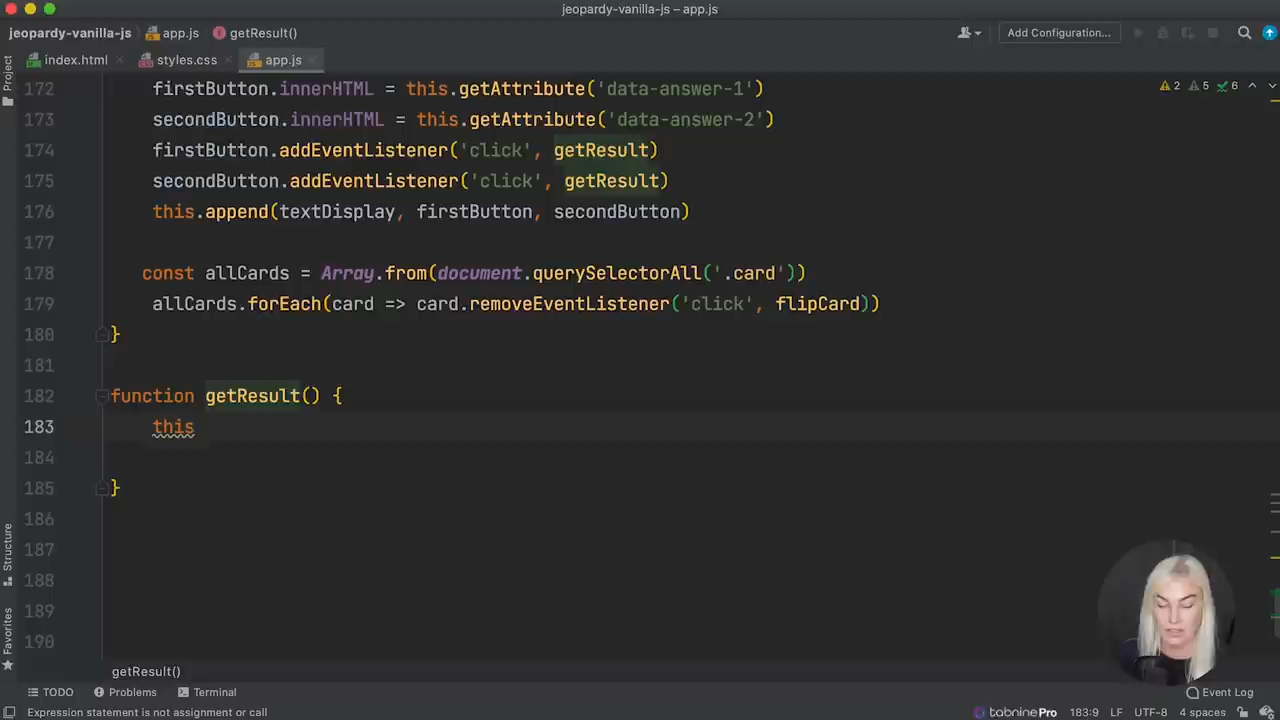 jeopardy-vanilla-js – app.js
jeopardy-vanilla-js app.js getResult() Add Configuration...
index.html styles.css app.js
Project
172 firstButton.innerHTML = this.getAttribute('data-answer-1')
2 5 6
173 secondButton.innerHTML = this.getAttribute('data-answer-2')
174 firstButton.addEventListener('click', getResult)
175 secondButton.addEventListener('click', getResult)
176 this.append(textDisplay, firstButton, secondButton)
177
178 const allCards = Array.from(document.querySelectorAll('.card'))
179 allCards.forEach(card => card.removeEventListener('click', flipCard))
180 }
181
182 function getResult() {
183 this
184
185 }
186
187
188
189
190
Structure
Favorites
getResult()
TODO Problems Terminal Event Log
Expression statement is not assignment or call tabninePro 183:9 LF UTF-8 4 spaces